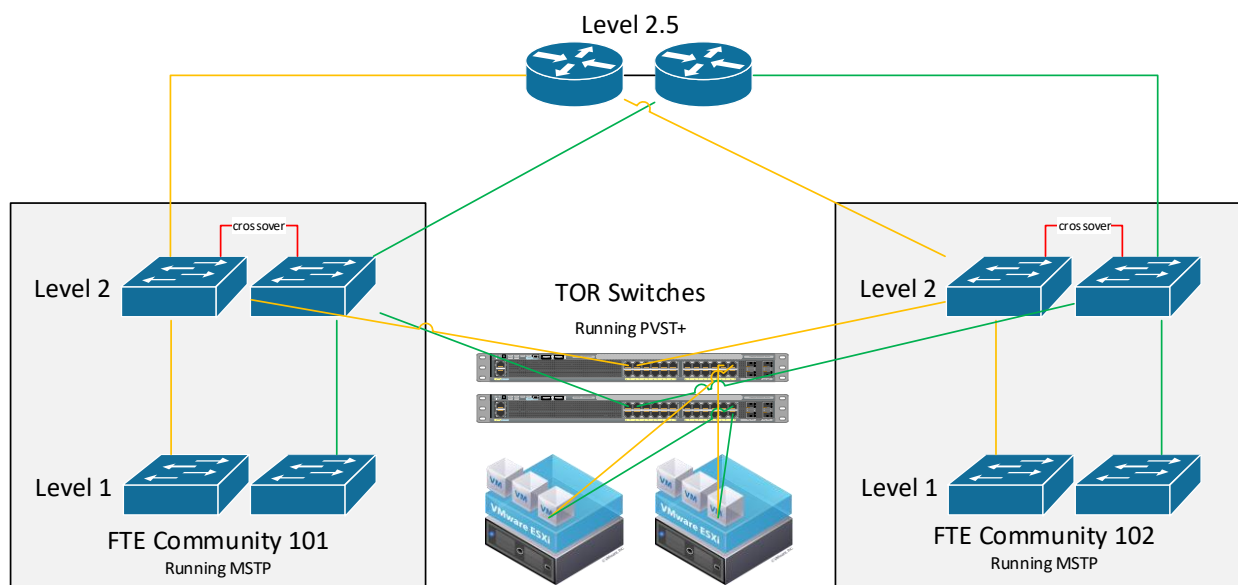 Level 2.5
crossover
crossover
Level 2
TOR Switches
Level 2
Running PVST+
VM
VM
VM
VMware ESXi
VM
VM
VM
VMware ESXi
Level 1
Level 1
FTE Community 101
Running MSTP
FTE Community 102
Running MSTP